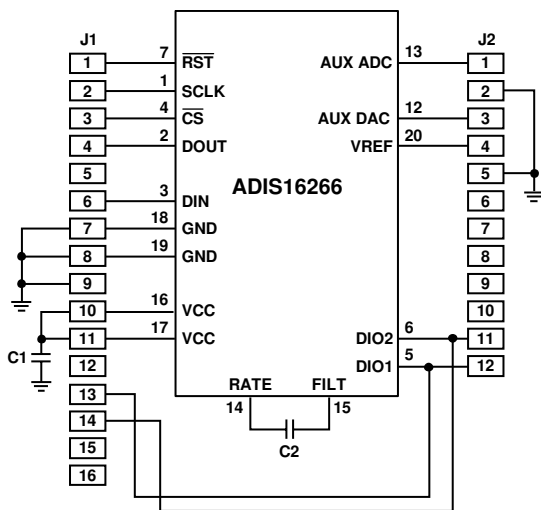 J1
J2
7
RST
AUX ADC
13
1
1
1
SCLK
2
2
4
CS
AUX DAC
12
3
3
2
DOUT
VREF
20
4
4
ADIS16266
5
5
3
DIN
6
6
18
GND
7
7
19
GND
8
8
9
9
16
VCC
10
10
17
VCC
DIO2
6
11
11
C1
DIO1
5
12
12
RATE
FILT
13
14
15
14
C2
15
16